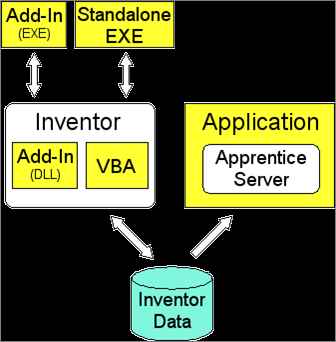 Add-In
(EXE)
Standalone
EXE
Inventor
Add-In
(DLL)
VBA
Application
Apprentice
Server
Inventor
Data